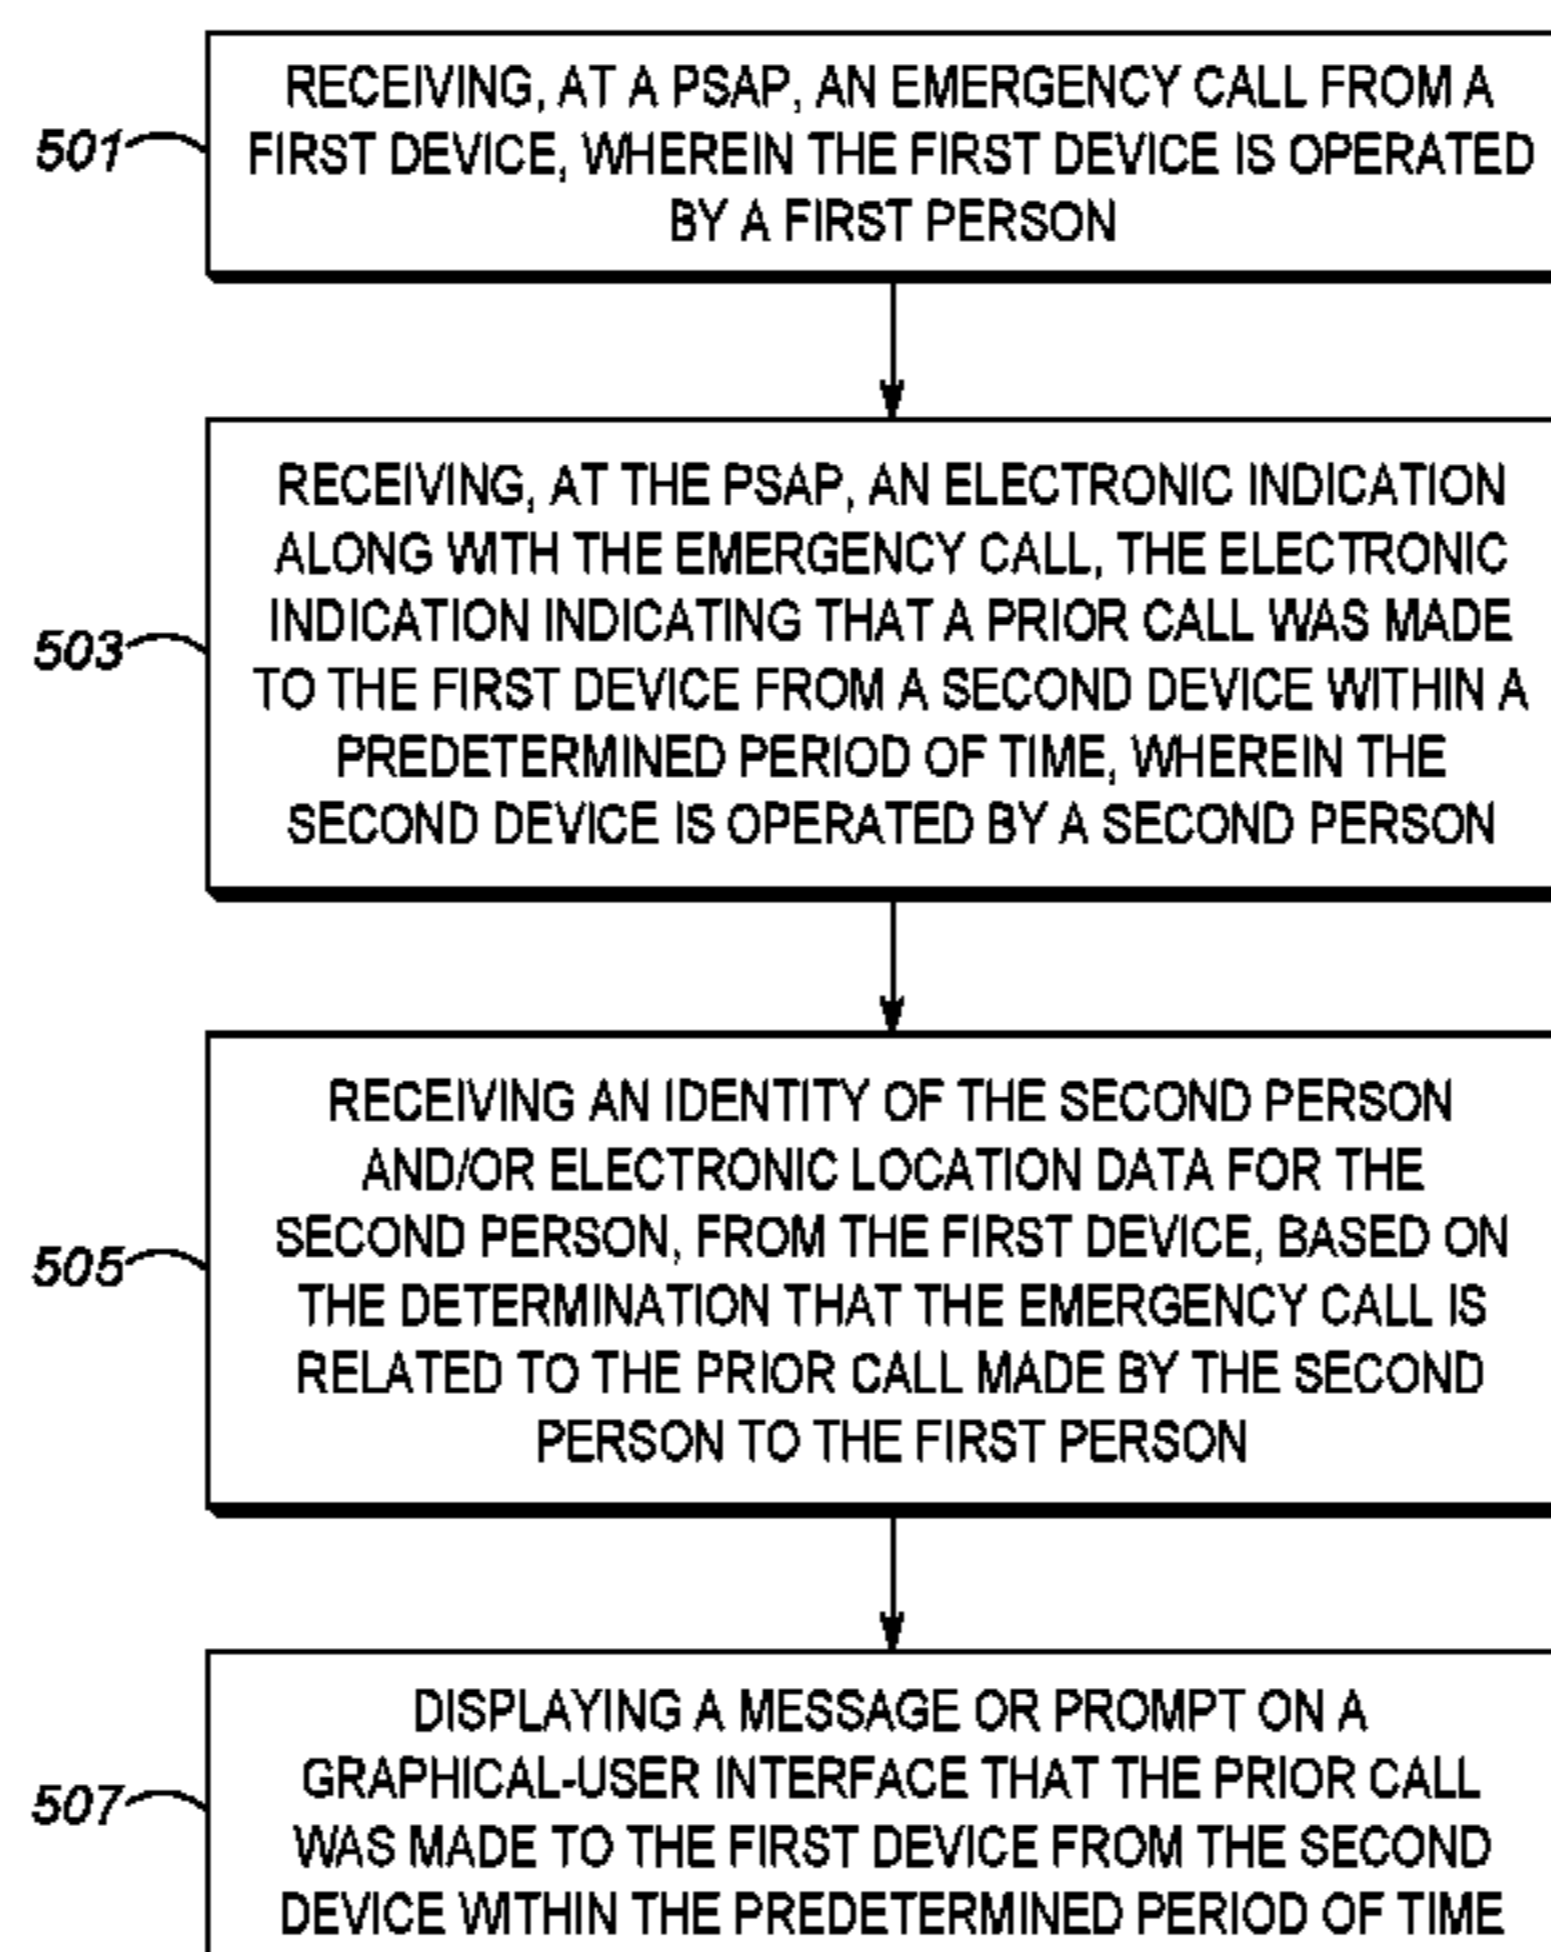 RECEIVING, AT A PSAP, AN EMERGENCY CALL FROM A
501
FIRST DEVICE, WHEREIN THE FIRST DEVICE IS OPERATED
BY A FIRST PERSON
RECEIVING, AT THE PSAP, AN ELECTRONIC INDICATION
ALONG WITH THE EMERGENCY CALL, THE ELECTRONIC
INDICATION INDICATING THAT A PRIOR CALL WAS MADE
503
TO THE FIRST DEVICE FROM A SECOND DEVICE WITHIN A
PREDETERMINED PERIOD OF TIME, WHEREIN THE
SECOND DEVICE IS OPERATED BY A SECOND PERSON
RECEIVING AN IDENTITY OF THE SECOND PERSON
AND/OR ELECTRONIC LOCATION DATA FOR THE
SECOND PERSON, FROM THE FIRST DEVICE, BASED ON
505
THE DETERMINATION THAT THE EMERGENCY CALL IS
RELATED TO THE PRIOR CALL MADE BY THE SECOND
PERSON TO THE FIRST PERSON
DISPLAYING A MESSAGE OR PROMPT ON A
GRAPHICAL-USER INTERFACE THAT THE PRIOR CALL
507
WAS MADE TO THE FIRST DEVICE FROM THE SECOND
DEVICE WITHIN THE PREDETERMINED PERIOD OF TIME